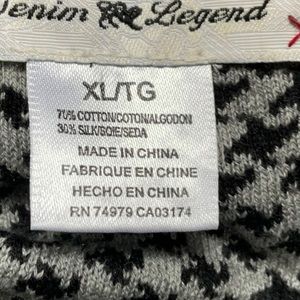 Denim Legend
XL/TG
70% COTTON/COTON/ALGODON
30% SILK/SOIE/SEDA
MADE IN CHINA
FABRIQUE EN CHINE
HECHO EN CHINA
RN 74979 CA03174